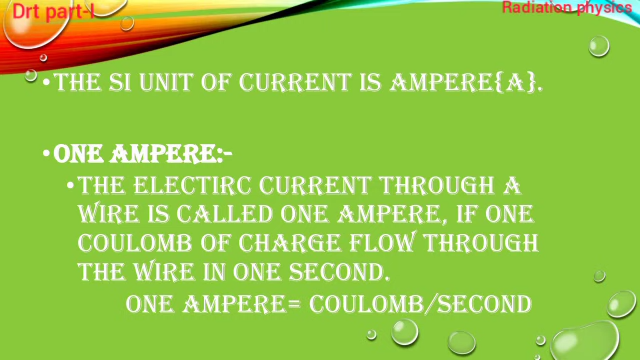 Drt part-I
Radiation physics
•THE SI UNIT OF CURRENT IS AMPERE{A}.
•ONE AMPERE:-
•THE ELECTIRC CURRENT THROUGH A
WIRE IS CALLED ONE AMPERE, IF ONE
COULOMB OF CHARGE FLOW THROUGH
THE WIRE IN ONE SECOND.
ONE AMPERE= COULOMB/SECOND